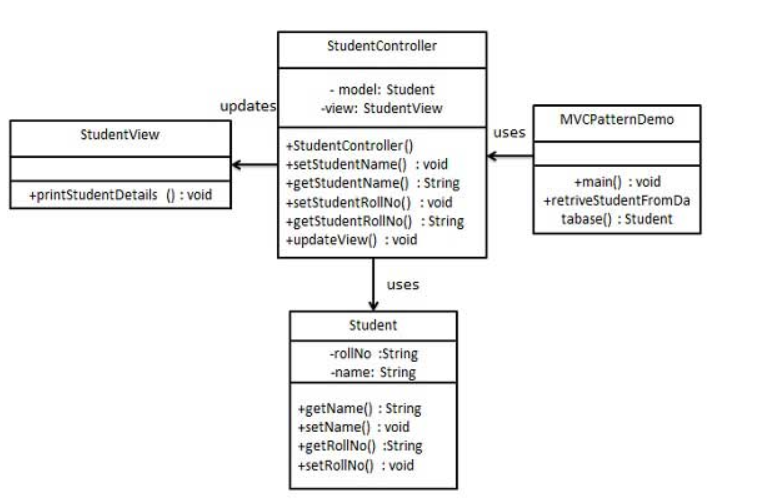 StudentController
- model: Student
-view: StudentView
+StudentController()
+setStudentName() : void
+getStudentName() : String
+setStudentRollNo() : void
+getStudentRollNo() : String
+updateView() : void
updates
StudentView
+printStudentDetails () : void
uses
MVCPatternDemo
+main() : void
+retriveStudentFromDa
tabase() : Student
uses
Student
-rollNo :String
-name: String
+getName() : String
+setName() : void
+getRollNo() :String
+setRollNo() : void